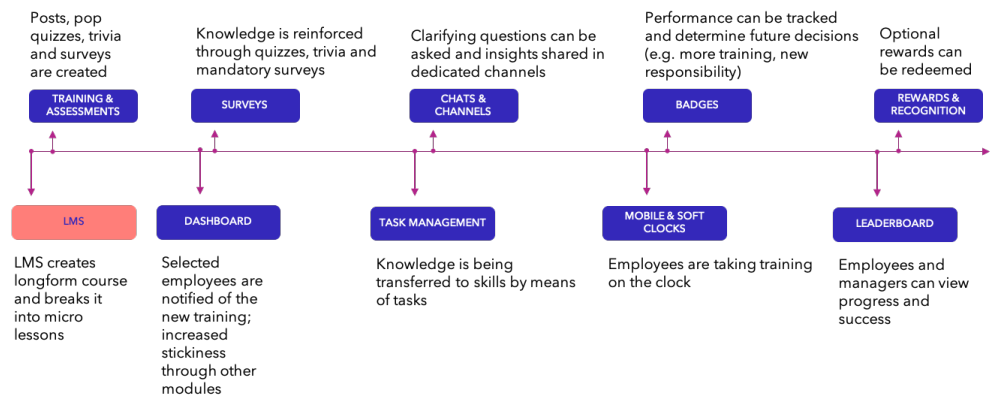 Posts, pop
quizzes, trivia
and surveys
are created
TRAINING &
ASSESSMENTS
Knowledge is reinforced
through quizzes, trivia and
mandatory surveys
SURVEYS
Clarifying questions can be
asked and insights shared in
dedicated channels
CHATS &
CHANNELS
Performance can be tracked
and determine future decisions
(e.g. more training, new
responsibility)
BADGES
Optional
rewards can
be redeemed
REWARDS &
RECOGNITION
LMS
LMS creates
longform course
and breaks it
into micro
lessons
DASHBOARD
Selected
employees are
notified of the
new training;
increased
stickiness
through other
modules
TASK MANAGEMENT
Knowledge is being
transferred to skills by means
of tasks
MOBILE & SOFT
CLOCKS
Employees are taking training
on the clock
LEADERBOARD
Employees and
managers can view
progress and
success